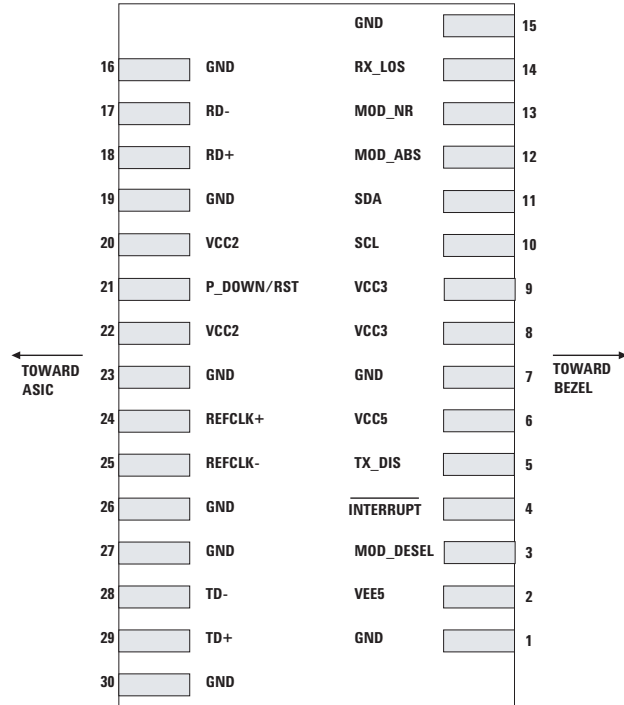 GND 15
16 GND RX_LOS 14
17 RD- MOD_NR 13
18 RD+ MOD_ABS 12
19 GND SDA 11
20 VCC2 SCL 10
21 P_DOWN/RST VCC3 9
22 VCC2 VCC3 8
TOWARD ASIC
23 GND GND 7
TOWARD BEZEL
24 REFCLK+ VCC5 6
25 REFCLK- TX_DIS 5
26 GND INTERRUPT 4
27 GND MOD_DESEL 3
28 TD- VEE5 2
29 TD+ GND 1
30 GND